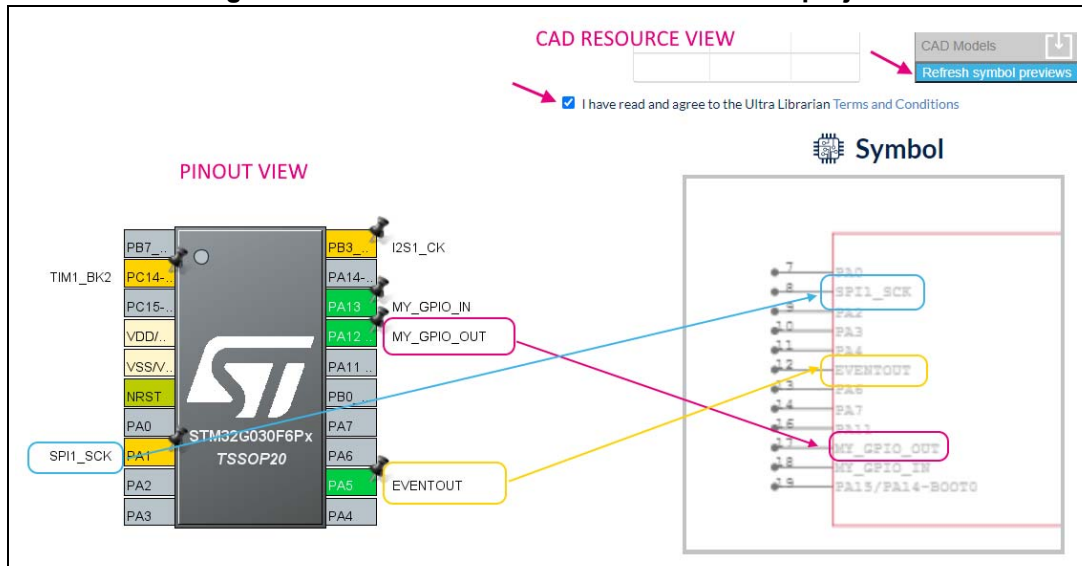 CAD RESOURCE VIEW
CAD Models
Refresh symbol previews
I have read and agree to the Ultra Librarian Terms and Conditions
Symbol
PINOUT VIEW
PB7_..
PB3_..
I2S1_CK
TIM1_BK2
PC14-..
PA14-..
PC15-..
PA13
MY_GPIO_IN
VDD/..
PA12 ..
MY_GPIO_OUT
VSS/V..
PA11 ..
NRST
PB0_..
PA0
PA7
STM32G030F6Px
SPI1_SCK
PA1
TSSOP20
PA6
PA2
PA5
EVENTOUT
PA3
PA4
7 PA0
8 SPI1_SCK
9 PA2
10 PA3
11 PA4
12 EVENTOUT
13 PA6
14 PA7
16 PA11
17 MY_GPIO_OUT
18 MY_GPIO_IN
19 PA15/PA14-BOOT0